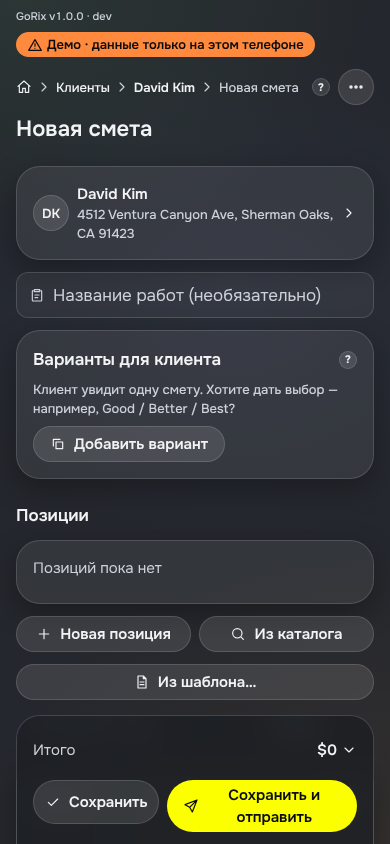 GoRix v1.0.0 · dev
Демо · данные только на этом телефоне
Клиенты > David Kim > Новая смета ?
Новая смета
David Kim
DK
4512 Ventura Canyon Ave, Sherman Oaks,
CA 91423
Название работ (необязательно)
Варианты для клиента ?
Клиент увидит одну смету. Хотите дать выбор —
например, Good / Better / Best?
Добавить вариант
Позиции
Позиций пока нет
Новая позиция
Из каталога
Из шаблона...
Итого $0
Сохранить
Сохранить и
отправить